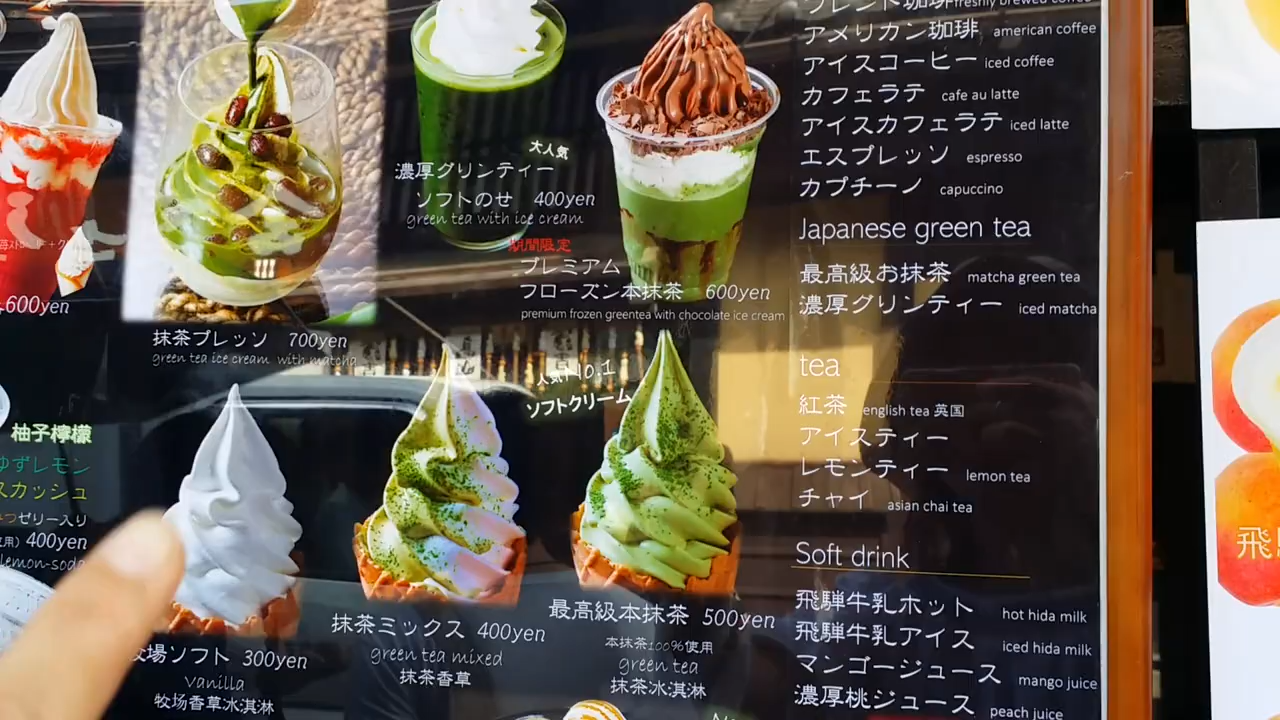 600yen
抹茶プレッソ 700yen
green tea ice cream with matcha
大人気
濃厚グリンティー
ソフトのせ 400yen
green tea with ice cream
期間限定
プレミアム
フローズン本抹茶 600yen
premium frozen greentea with chocolate ice cream
柚子檸檬
ゆずレモン
スカッシュ
ゼリー入り
400yen
lemon-soda
牧場ソフト 300yen
Vanilla
牧场香草冰淇淋
抹茶ミックス 400yen
green tea mixed
抹茶香草
人気No.1
ソフトクリーム
最高級本抹茶 500yen
本抹茶100%使用
green tea
抹茶冰淇淋
ブレンド珈琲 freshly brewed coffee
アメリカン珈琲 american coffee
アイスコーヒー iced coffee
カフェラテ cafe au latte
アイスカフェラテ iced latte
エスプレッソ espresso
カプチーノ capuccino
Japanese green tea
最高級お抹茶 matcha green tea
濃厚グリンティー iced matcha
tea
紅茶 english tea 英国
アイスティー
レモンティー lemon tea
チャイ asian chai tea
Soft drink
飛騨牛乳ホット hot hida milk
飛騨牛乳アイス iced hida milk
マンゴージュース mango juice
濃厚桃ジュース peach juice
飛